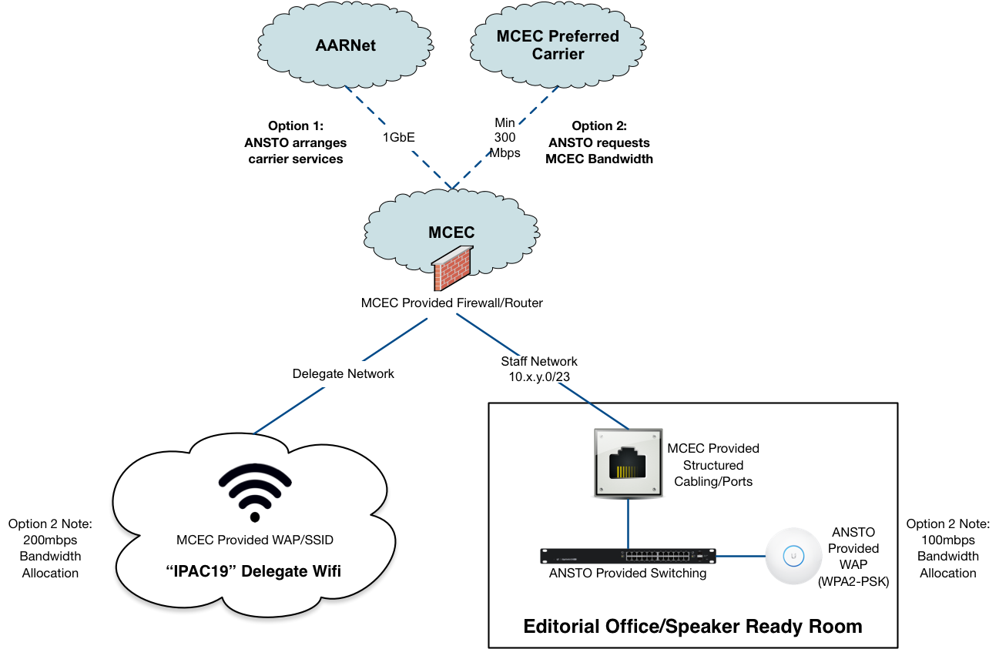 AARNet
MCEC Preferred
Carrier
Option 1:
ANSTO arranges
carrier services
1GbE
Min
300
Mbps
Option 2:
ANSTO requests
MCEC Bandwidth
MCEC
MCEC Provided Firewall/Router
Delegate Network
Staff Network
10.x.y.0/23
MCEC Provided
Structured
Cabling/Ports
Option 2 Note:
200mbps
Bandwidth
Allocation
MCEC Provided WAP/SSID
“IPAC19” Delegate Wifi
ANSTO Provided Switching
ANSTO
Provided
WAP
(WPA2-PSK)
Option 2 Note:
100mbps
Bandwidth
Allocation
Editorial Office/Speaker Ready Room